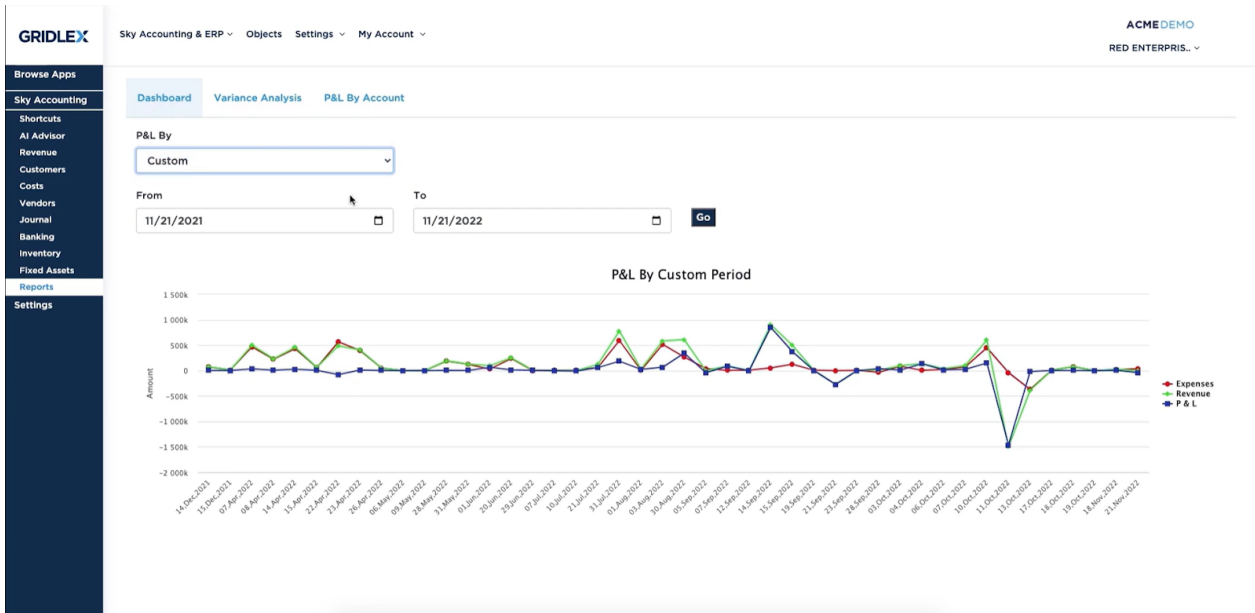 GRIDLEX
Sky Accounting & ERP
Objects
Settings
My Account
ACMEDEMO
RED ENTERPRIS..
Browse Apps
Sky Accounting
Shortcuts
AI Advisor
Revenue
Customers
Costs
Vendors
Journal
Banking
Inventory
Fixed Assets
Reports
Settings
Dashboard
Variance Analysis
P&L By Account
P&L By
Custom
From
To
11/21/2021
11/21/2022
Go
P&L By Custom Period
1 500k
1 000k
500k
0
−500k
−1 000k
−1 500k
−2 000k
Amount
Expenses
Revenue
P & L
14,Dec,2021
15,Dec,2021
07,Apr,2022
08,Apr,2022
14,Apr,2022
15,Apr,2022
22,Apr,2022
23,Apr,2022
26,Apr,2022
06,May,2022
09,May,2022
28,May,2022
31,May,2022
01,Jun,2022
20,Jun,2022
29,Jun,2022
07,Jul,2022
10,Jul,2022
21,Jul,2022
31,Jul,2022
01,Aug,2022
03,Aug,2022
30,Aug,2022
05,Sep,2022
07,Sep,2022
12,Sep,2022
14,Sep,2022
15,Sep,2022
19,Sep,2022
21,Sep,2022
23,Sep,2022
28,Sep,2022
03,Oct,2022
04,Oct,2022
06,Oct,2022
07,Oct,2022
10,Oct,2022
11,Oct,2022
13,Oct,2022
17,Oct,2022
18,Oct,2022
19,Oct,2022
18,Nov,2022
21,Nov,2022